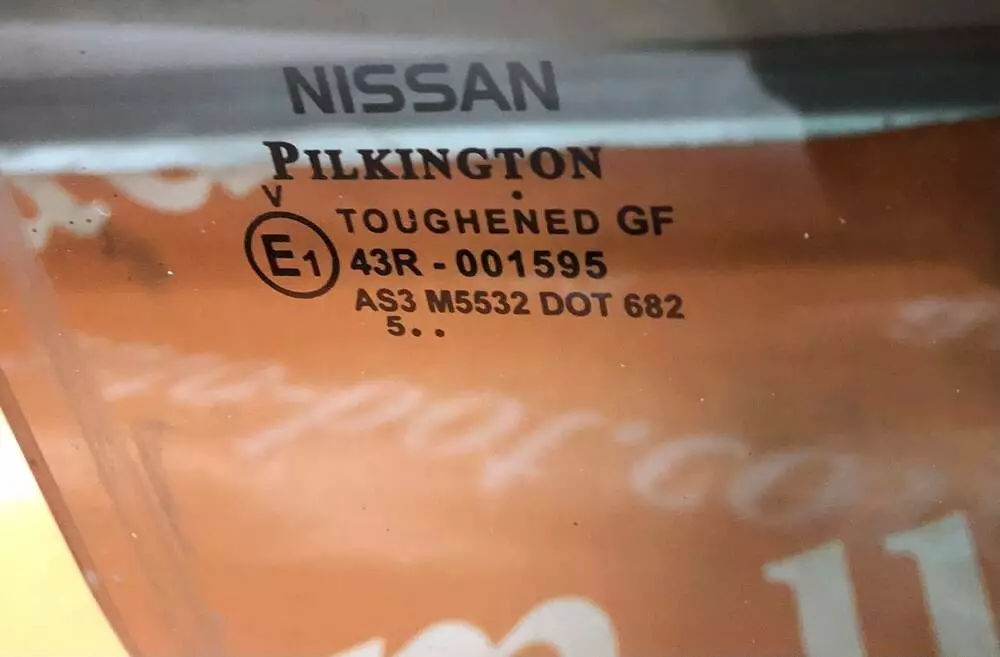 NISSAN
PILKINGTON
V .
TOUGHENED GF
E1 43R - 001595
AS3 M5532 DOT 682
5. .